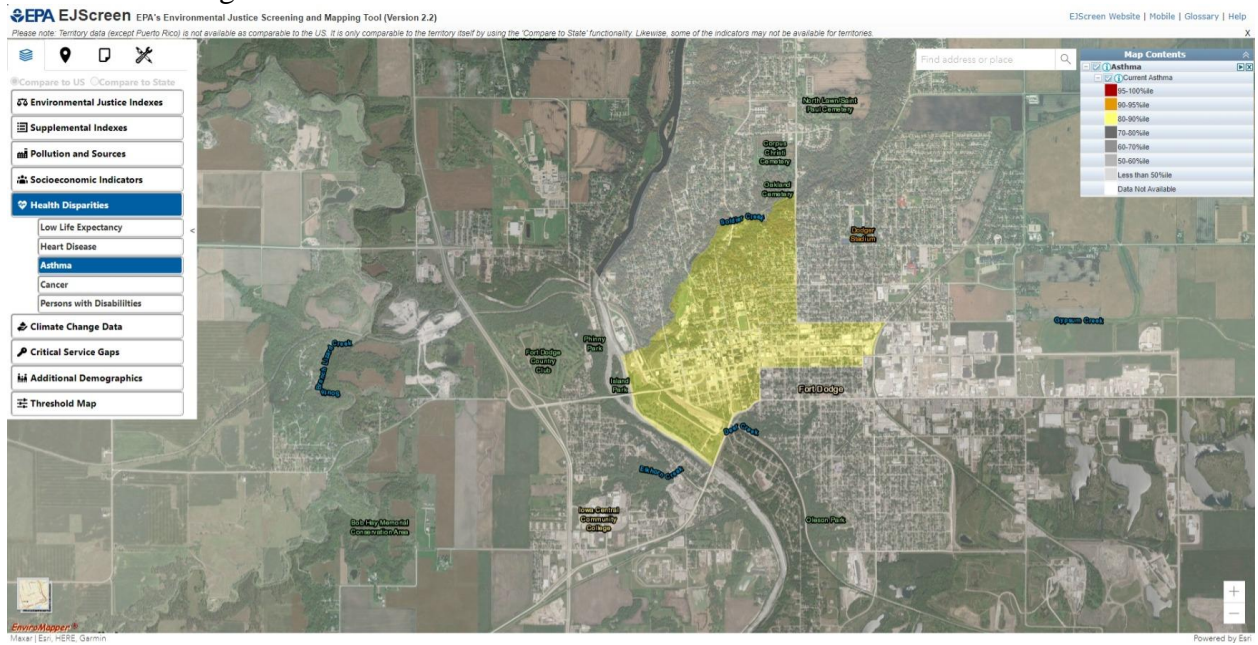 EPA EJScreen EPA's Environmental Justice Screening and Mapping Tool (Version 2.2)
EJScreen Website | Mobile | Glossary | Help
Please note: Territory data (except Puerto Rico) is not available as comparable to the US. It is only comparable to the territory itself by using the 'Compare to State' functionality. Likewise, some of the indicators may not be available for territories.
X
Compare to US Compare to State
Environmental Justice Indexes
Supplemental Indexes
Pollution and Sources
Socioeconomic Indicators
Health Disparities
Low Life Expectancy
Heart Disease
Asthma
Cancer
Persons with Disabililties
Climate Change Data
Critical Service Gaps
Additional Demographics
Threshold Map
<
Find address or place
Map Contents
Asthma
Current Asthma
95-100%ile
90-95%ile
80-90%ile
70-80%ile
60-70%ile
50-60%ile
Less than 50%ile
Data Not Available
North Lawn/Saint
Paul Cemetery
Corpus
Christi
Cemetery
Oakland
Cemetery
Soldier Creek
Dodger
Stadium
Gypsum Creek
Phinny
Park
Fort Dodge
Country
Club
Island
Park
Fort Dodge
Elkhorn Creek
Iowa Central
Community
College
Olason Park
Bob Hay Memorial
Conservation Area
EnviroMapper
Maxar | Esri, HERE, Garmin
+
−
Powered by Esri